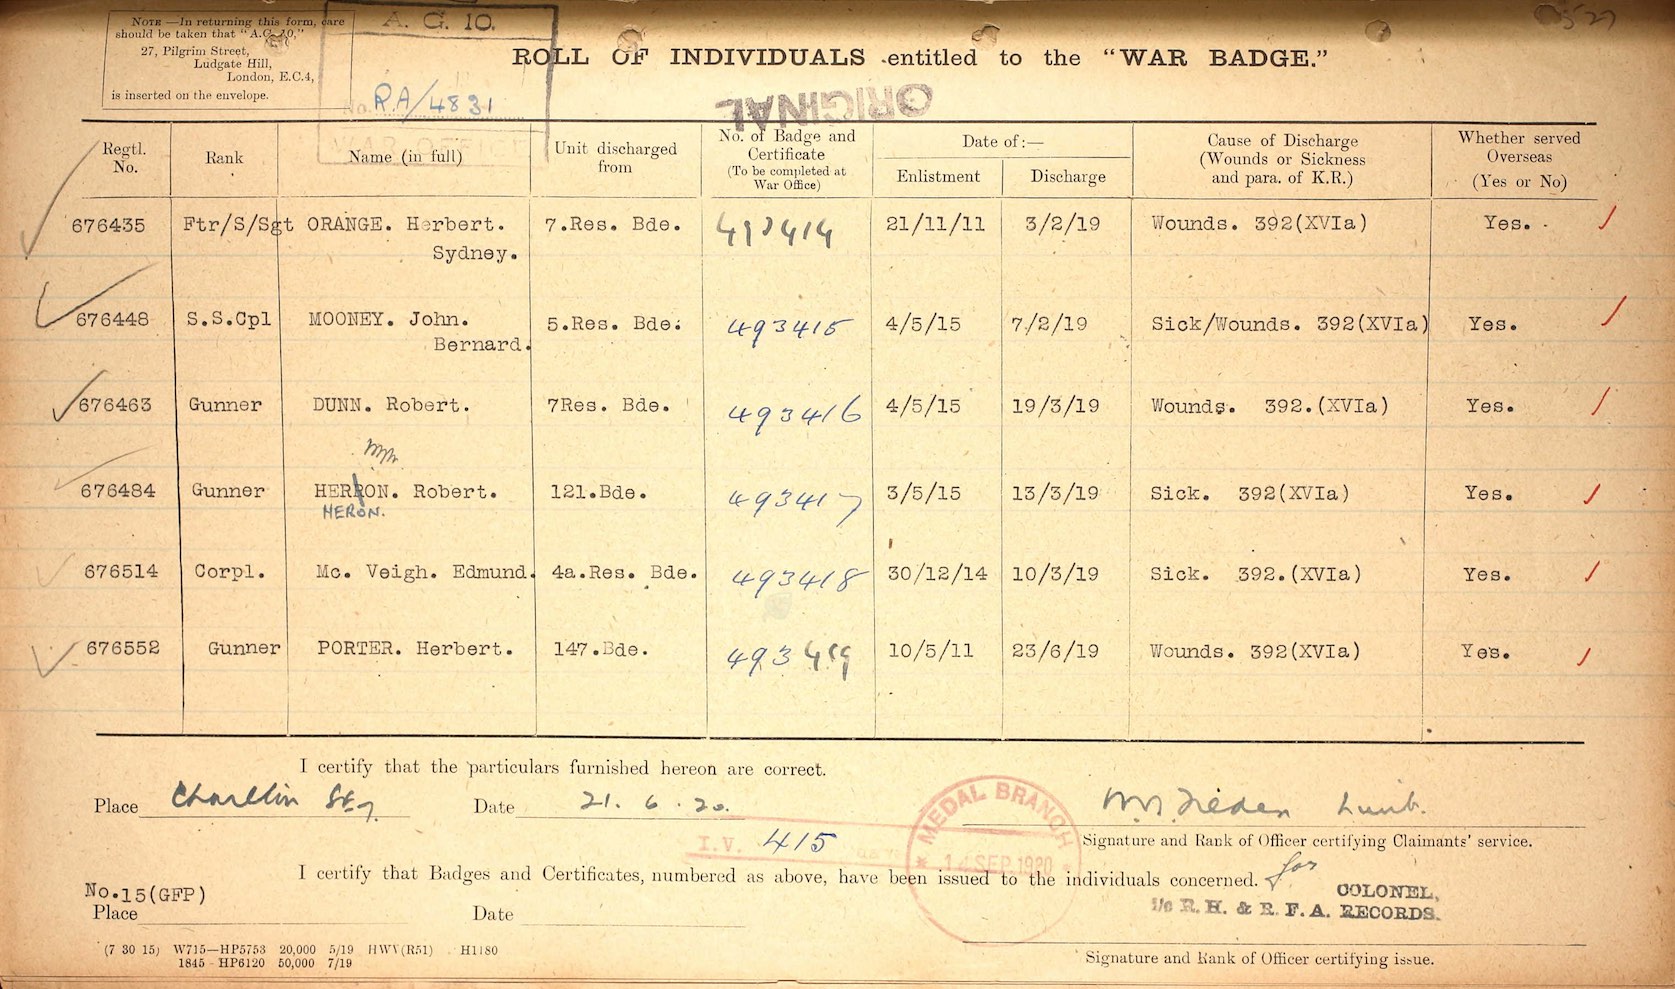 NOTE —In returning this form, care
should be taken that "A.G. 10,"
27, Pilgrim Street,
Ludgate Hill,
London, E.C.4,
is inserted on the envelope.
A. G. 10.
No. RA/4831
WAR OFFICE
ROLL OF INDIVIDUALS entitled to the "WAR BADGE."
ORIGINAL
Regtl. No. Rank Name (in full) Unit discharged from No. of Badge and Certificate (To be completed at War Office) Date of:— Enlistment Discharge Cause of Discharge (Wounds or Sickness and para. of K.R.) Whether served Overseas (Yes or No)
676435 Ftr/S/Sgt ORANGE. Herbert. 7.Res. Bde. 493414 21/11/11 3/2/19 Wounds. 392(XVIa) Yes.
Sydney.
676448 S.S.Cpl MOONEY. John. 5.Res. Bde. 493415 4/5/15 7/2/19 Sick/Wounds. 392(XVIa) Yes.
Bernard.
676463 Gunner DUNN. Robert. 7Res. Bde. 493416 4/5/15 19/3/19 Wounds. 392.(XVIa) Yes.
676484 Gunner HERRON. Robert. 121.Bde. 493417 3/5/15 13/3/19 Sick. 392(XVIa) Yes.
HERON.
676514 Corpl. Mc. Veigh. Edmund. 4a.Res. Bde. 493418 30/12/14 10/3/19 Sick. 392.(XVIa) Yes.
676552 Gunner PORTER. Herbert. 147.Bde. 493419 10/5/11 23/6/19 Wounds. 392(XVIa) Yes.
I certify that the particulars furnished hereon are correct.
Place Date 21. 6. 20.
Signature and Rank of Officer certifying Claimants' service.
MEDAL BRANCH
14 SEP 1920
I.V. 415
I certify that Badges and Certificates, numbered as above, have been issued to the individuals concerned.
for COLONEL,
i/c R. H. & R. F. A. RECORDS.
No.15(GFP)
Place Date
Signature and Rank of Officer certifying issue.
(7 30 15) W715—HP5753 20,000 5/19 HWV(R51) H1180
1845 - HP6120 50,000 7/19